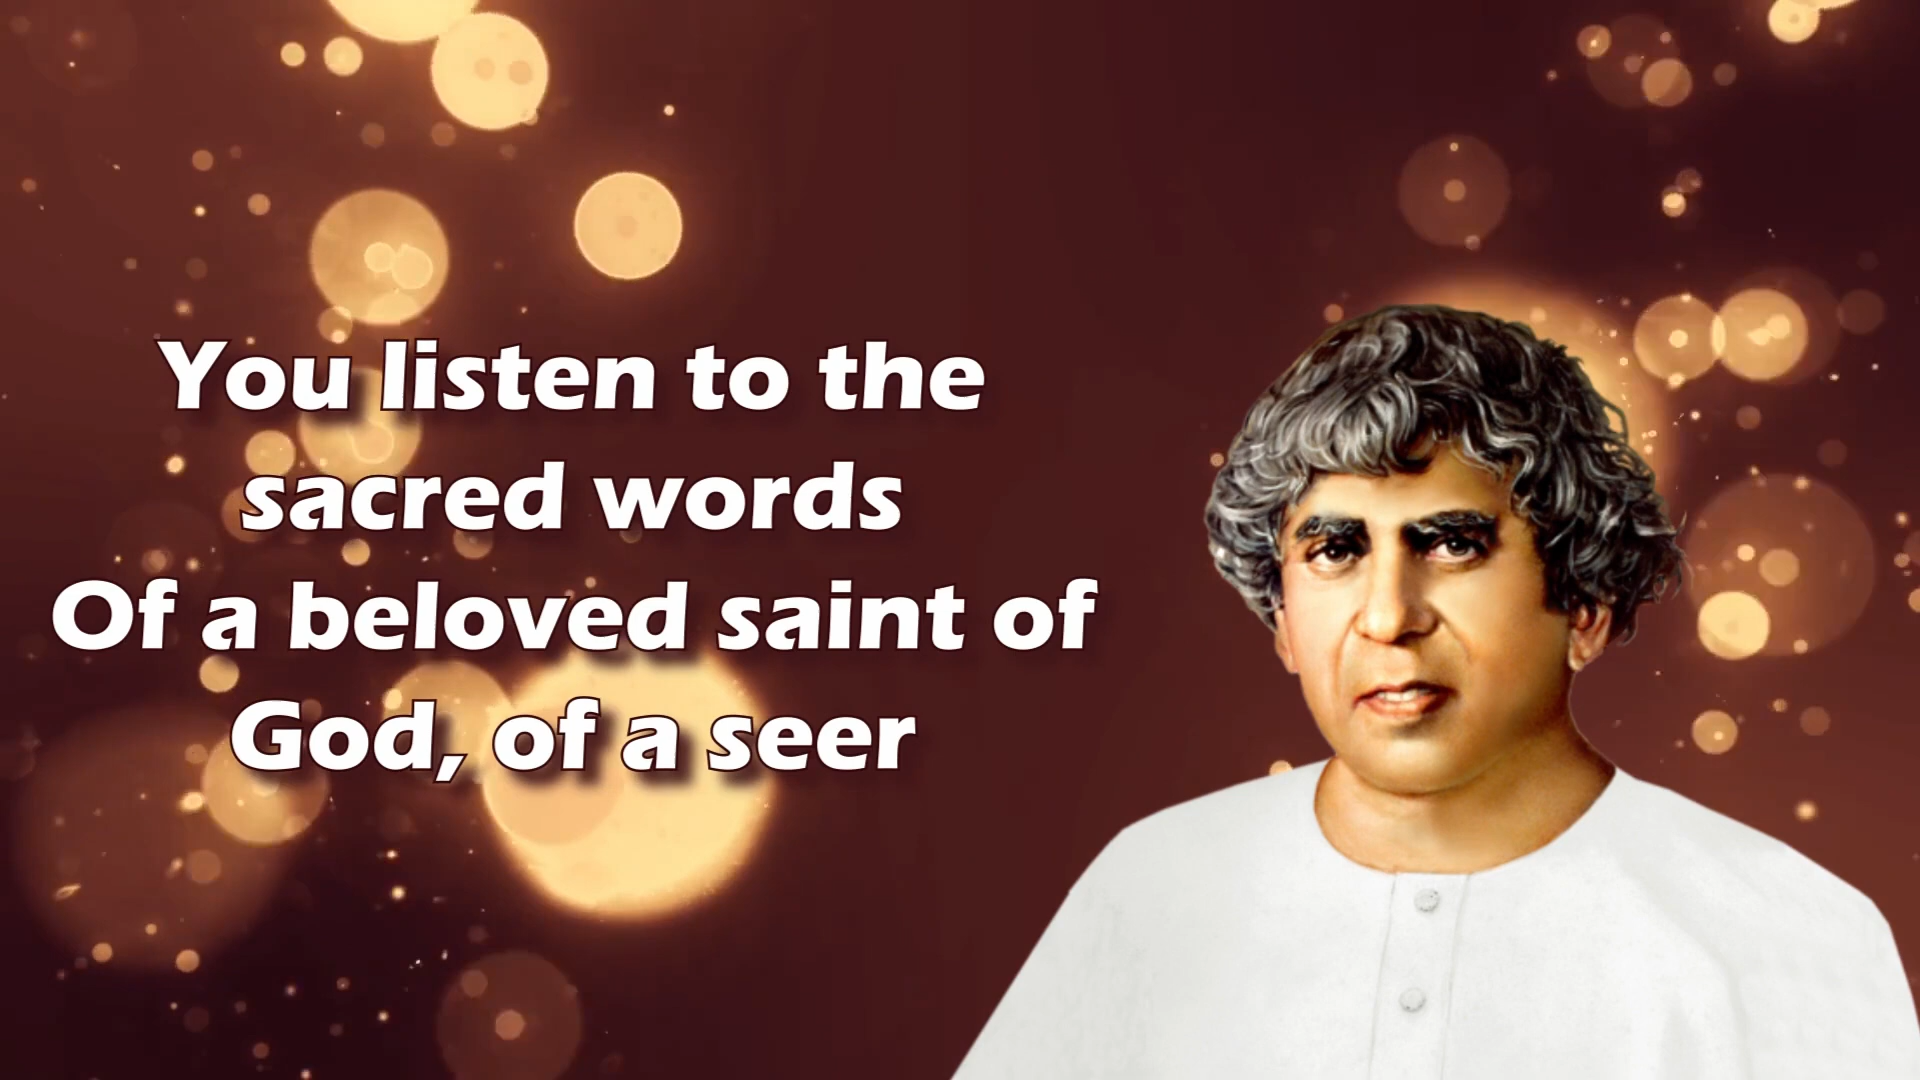 You listen to the
sacred words
Of a beloved saint of
God, of a seer